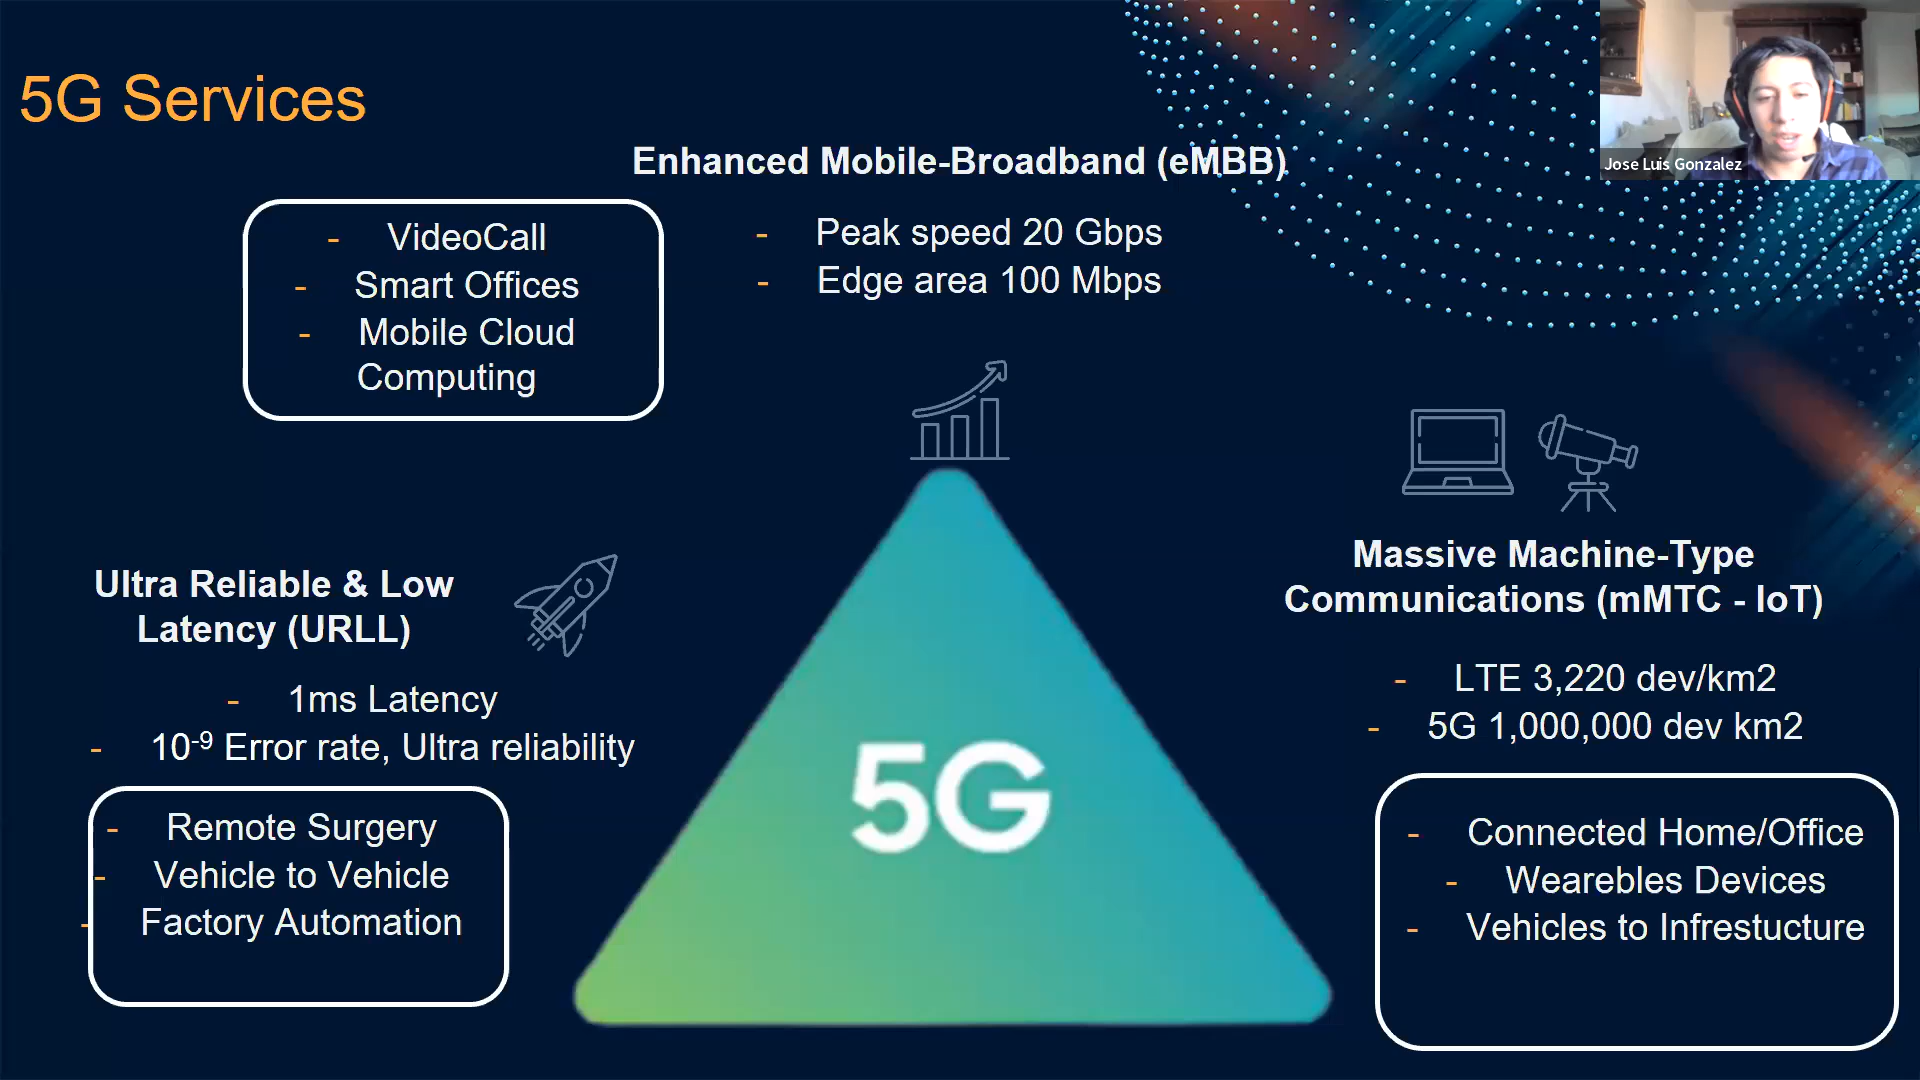 5G Services
Jose Luis Gonzalez
Enhanced Mobile-Broadband (eMBB)
- VideoCall
- Smart Offices
- Mobile Cloud
Computing
- Peak speed 20 Gbps
- Edge area 100 Mbps
Ultra Reliable & Low
Latency (URLL)
- 1ms Latency
- 10⁻⁹ Error rate, Ultra reliability
- Remote Surgery
- Vehicle to Vehicle
- Factory Automation
5G
Massive Machine-Type
Communications (mMTC - IoT)
- LTE 3,220 dev/km2
- 5G 1,000,000 dev km2
- Connected Home/Office
- Wearebles Devices
- Vehicles to Infrestucture